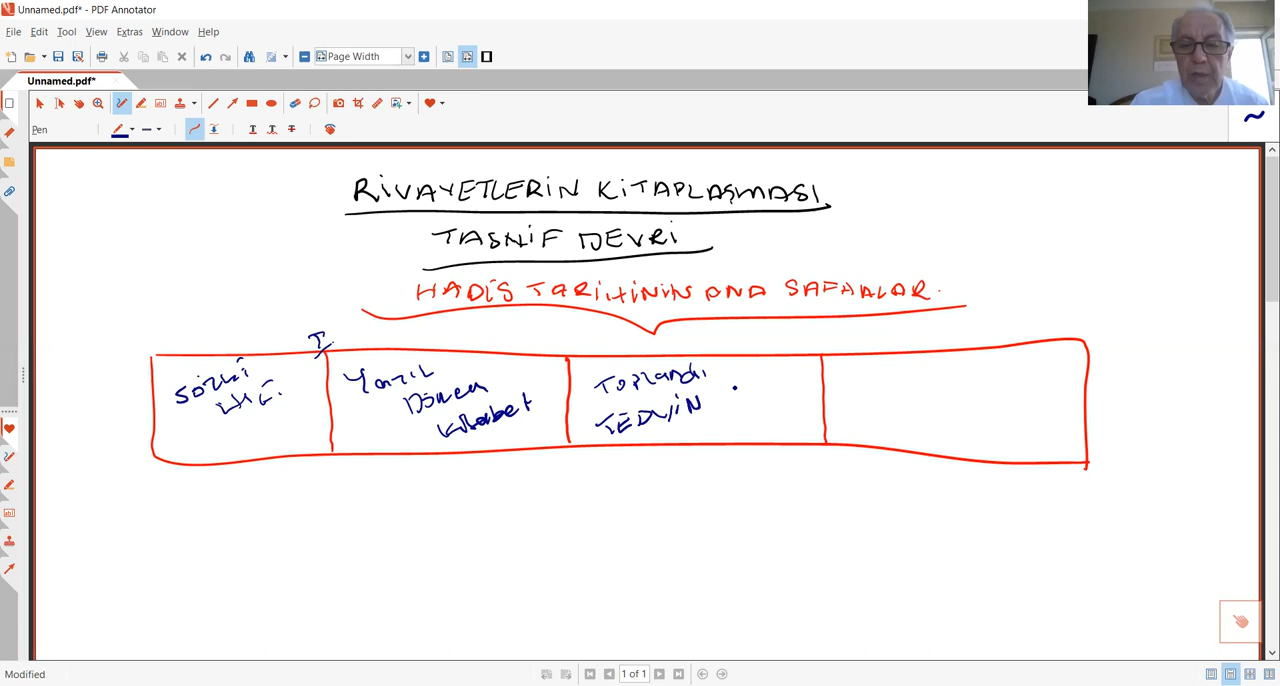 Unnamed.pdf* - PDF Annotator
File Edit Tool View Extras Window Help
Page Width
Unnamed.pdf*
Pen
RİVAYETLERİN KİTAPLAŞMASI
TASNİF DEVRİ
HADİS TARİHİNİN ANA SAFHALAR.
SÖZLÜ
Yazılı
Dönem
Kitabet
Toplandı
TEDVİN
Modified
1 of 1